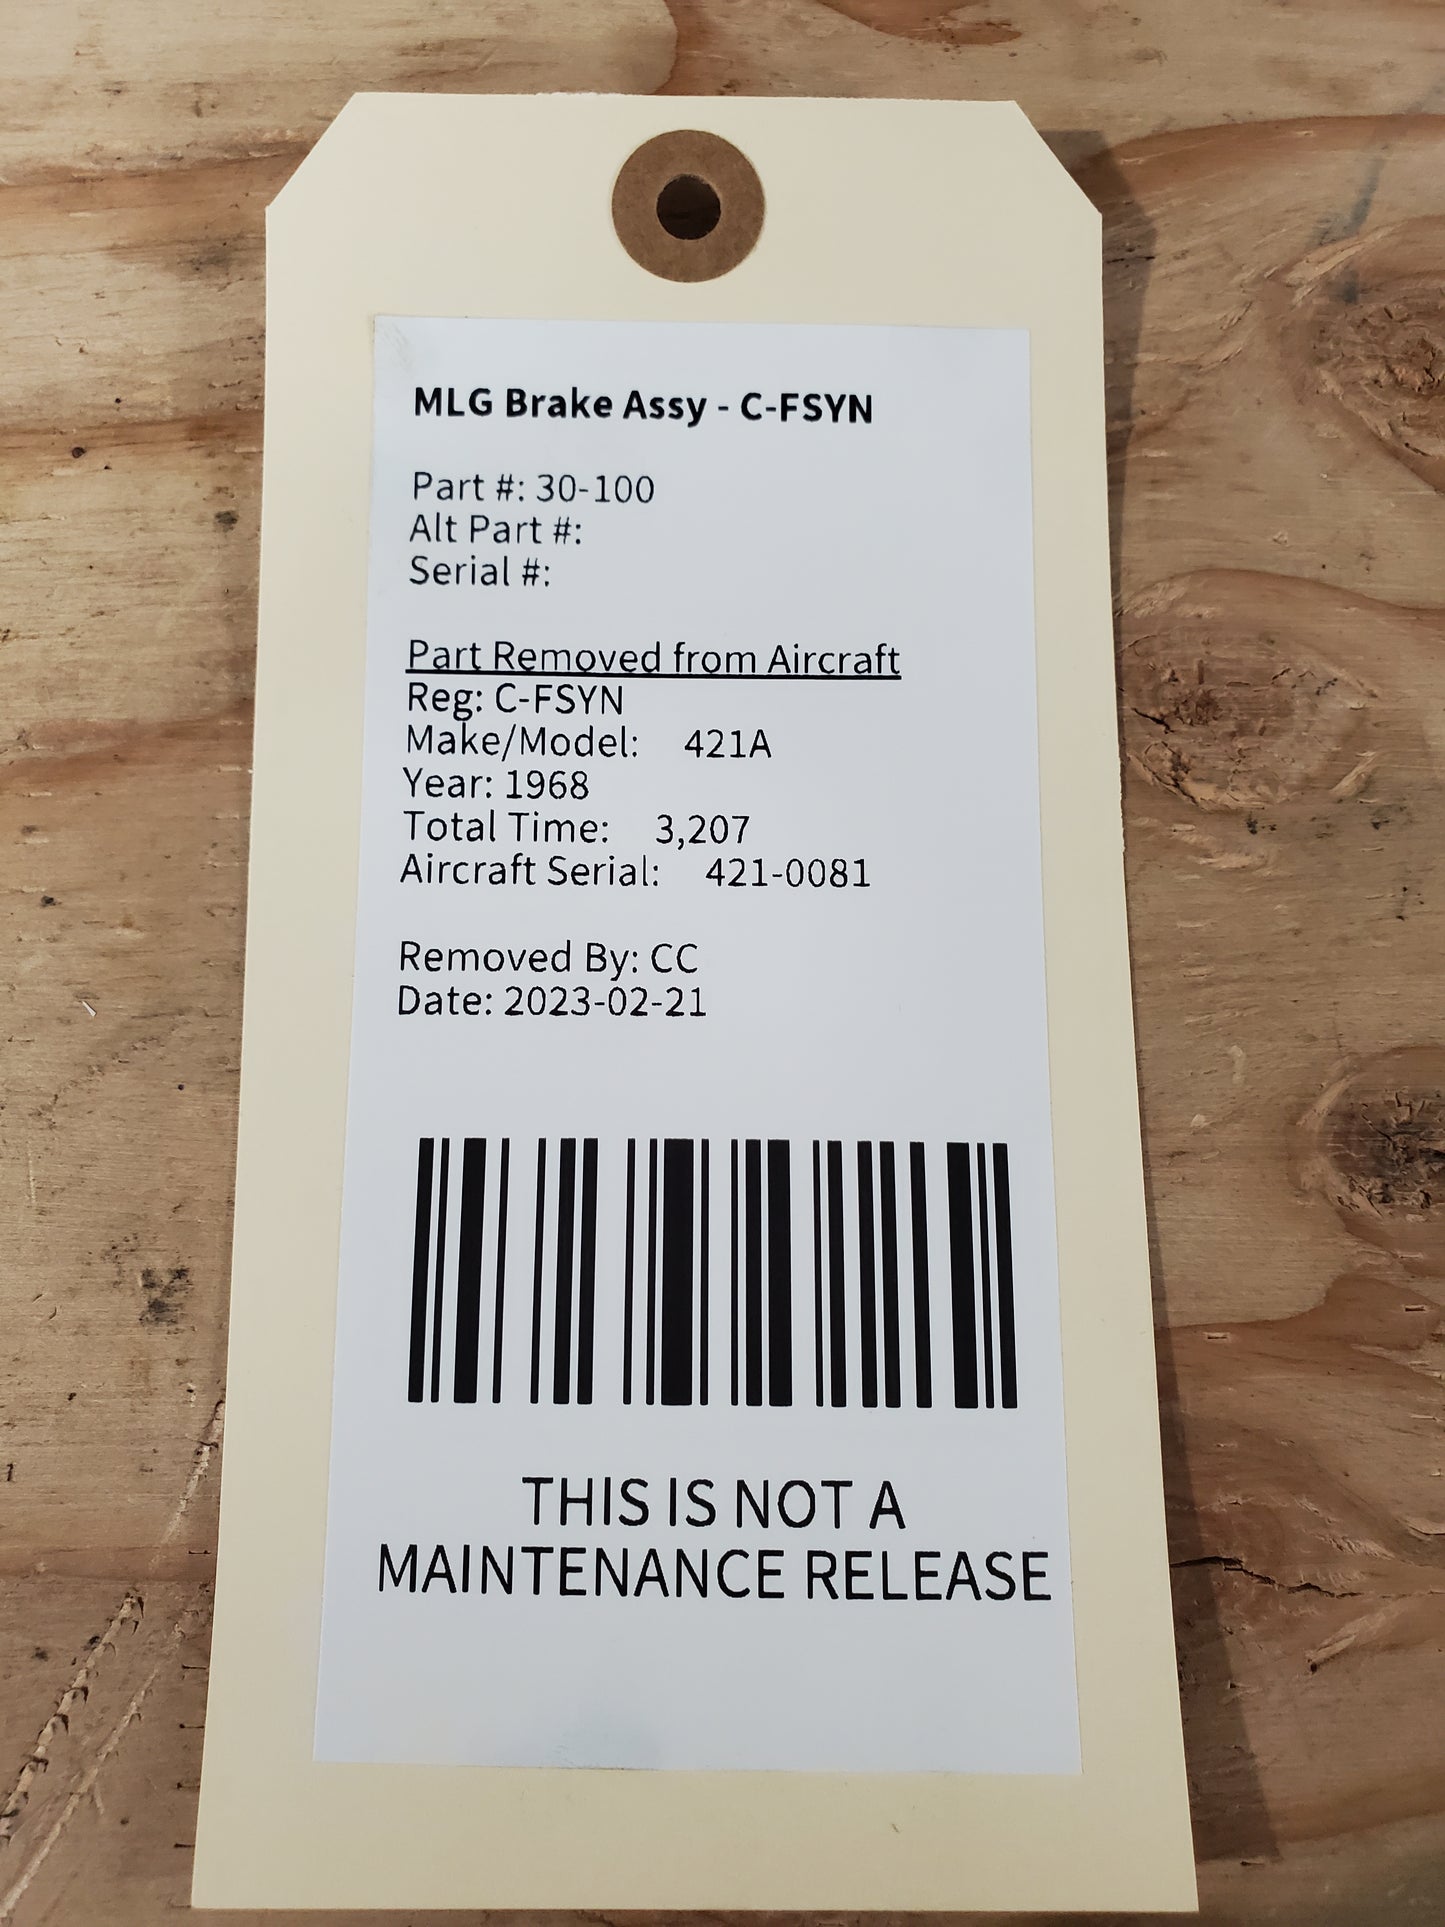 MLG Brake Assy - C-FSYN
Part #: 30-100
Alt Part #:
Serial #:
Part Removed from Aircraft
Reg: C-FSYN
Make/Model: 421A
Year: 1968
Total Time: 3,207
Aircraft Serial: 421-0081
Removed By: CC
Date: 2023-02-21
THIS IS NOT A
MAINTENANCE RELEASE